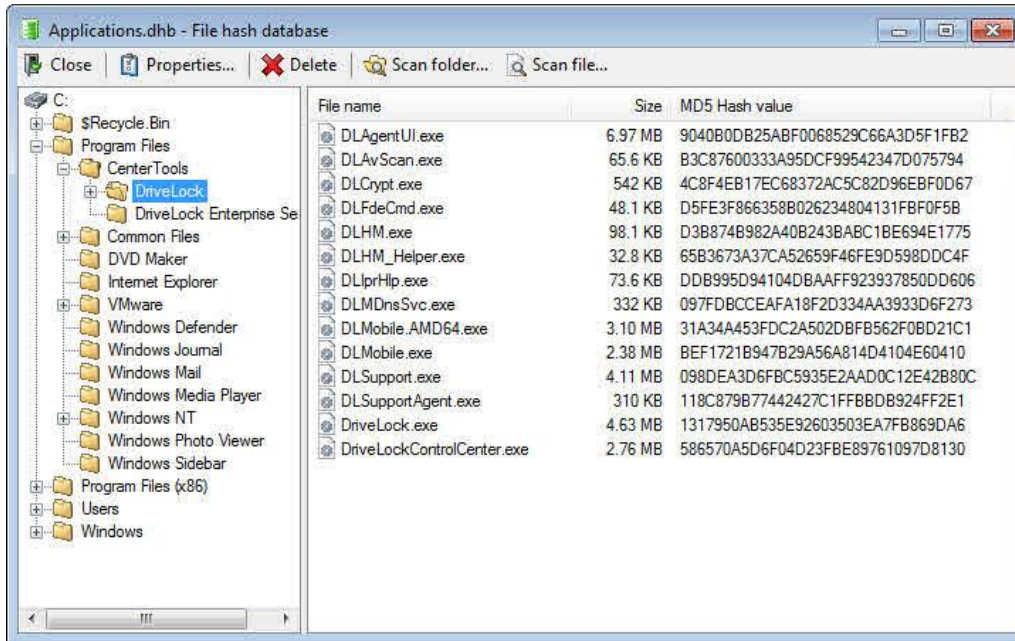 Applications.dhb - File hash database
Close Properties... Delete Scan folder... Scan file...
C:
$Recycle.Bin
Program Files
CenterTools
DriveLock
DriveLock Enterprise Se
Common Files
DVD Maker
Internet Explorer
VMware
Windows Defender
Windows Journal
Windows Mail
Windows Media Player
Windows NT
Windows Photo Viewer
Windows Sidebar
Program Files (x86)
Users
Windows
File name Size MD5 Hash value
DLAgentUI.exe 6.97 MB 9040B0DB25ABF0068529C66A3D5F1FB2
DLAvScan.exe 65.6 KB B3C87600333A95DCF99542347D075794
DLCrypt.exe 542 KB 4C8F4EB17EC68372AC5C82D96EBF0D67
DLFdeCmd.exe 48.1 KB D5FE3F866358B026234804131FBF0F5B
DLHM.exe 98.1 KB D3B874B982A40B243BABC1BE694E1775
DLHM_Helper.exe 32.8 KB 65B3673A37CA52659F46FE9D598DDC4F
DLIprHlp.exe 73.6 KB DDB995D94104DBAAFF923937850DD606
DLMDnsSvc.exe 332 KB 097FDBCCEAFA18F2D334AA3933D6F273
DLMobile.AMD64.exe 3.10 MB 31A34A453FDC2A502DBFB562F0BD21C1
DLMobile.exe 2.38 MB BEF1721B947B29A56A814D4104E60410
DLSupport.exe 4.11 MB 098DEA3D6FBC5935E2AAD0C12E42B80C
DLSupportAgent.exe 310 KB 118C879B77442427C1FFBBDB924FF2E1
DriveLock.exe 4.63 MB 1317950AB535E92603503EA7FB869DA6
DriveLockControlCenter.exe 2.76 MB 586570A5D6F04D23FBE89761097D8130